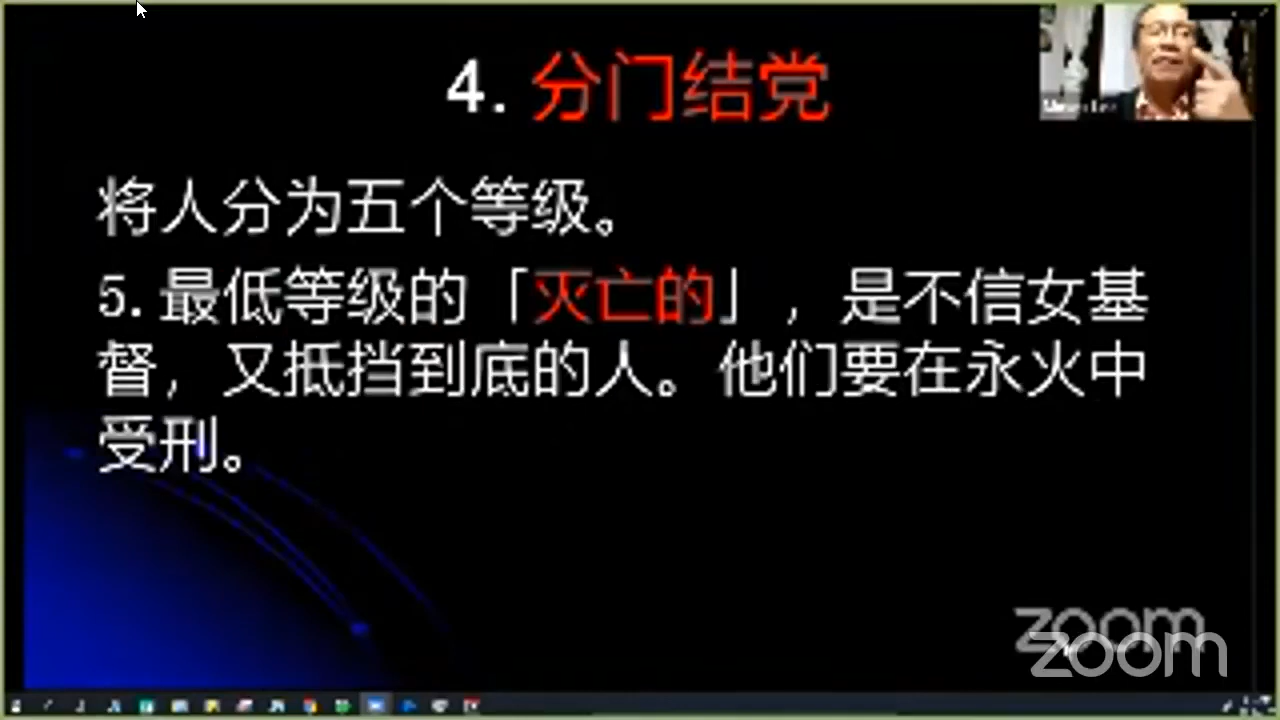 4. 分门结党
将人分为五个等级。
5. 最低等级的「灭亡的」，是不信女基
督，又抵挡到底的人。他们要在永火中
受刑。
zoom
zoom